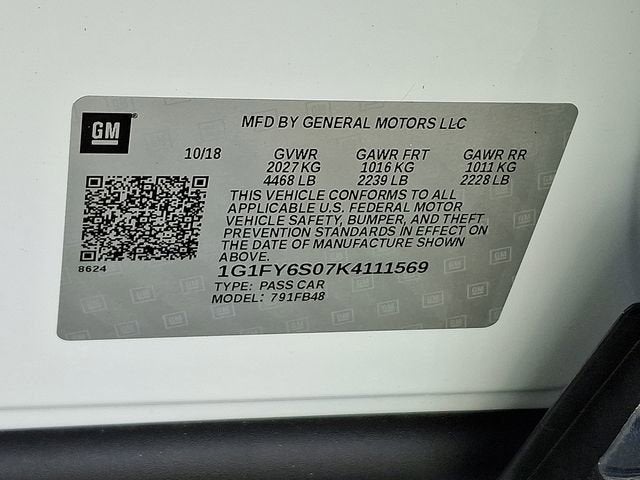 GM
MFD BY GENERAL MOTORS LLC
10/18 GVWR GAWR FRT GAWR RR
2027 KG 1016 KG 1011 KG
4468 LB 2239 LB 2228 LB
THIS VEHICLE CONFORMS TO ALL
APPLICABLE U.S. FEDERAL MOTOR
VEHICLE SAFETY, BUMPER, AND THEFT
PREVENTION STANDARDS IN EFFECT ON
THE DATE OF MANUFACTURE SHOWN
ABOVE.
8624
1G1FY6S07K4111569
TYPE: PASS CAR
MODEL: 791FB48